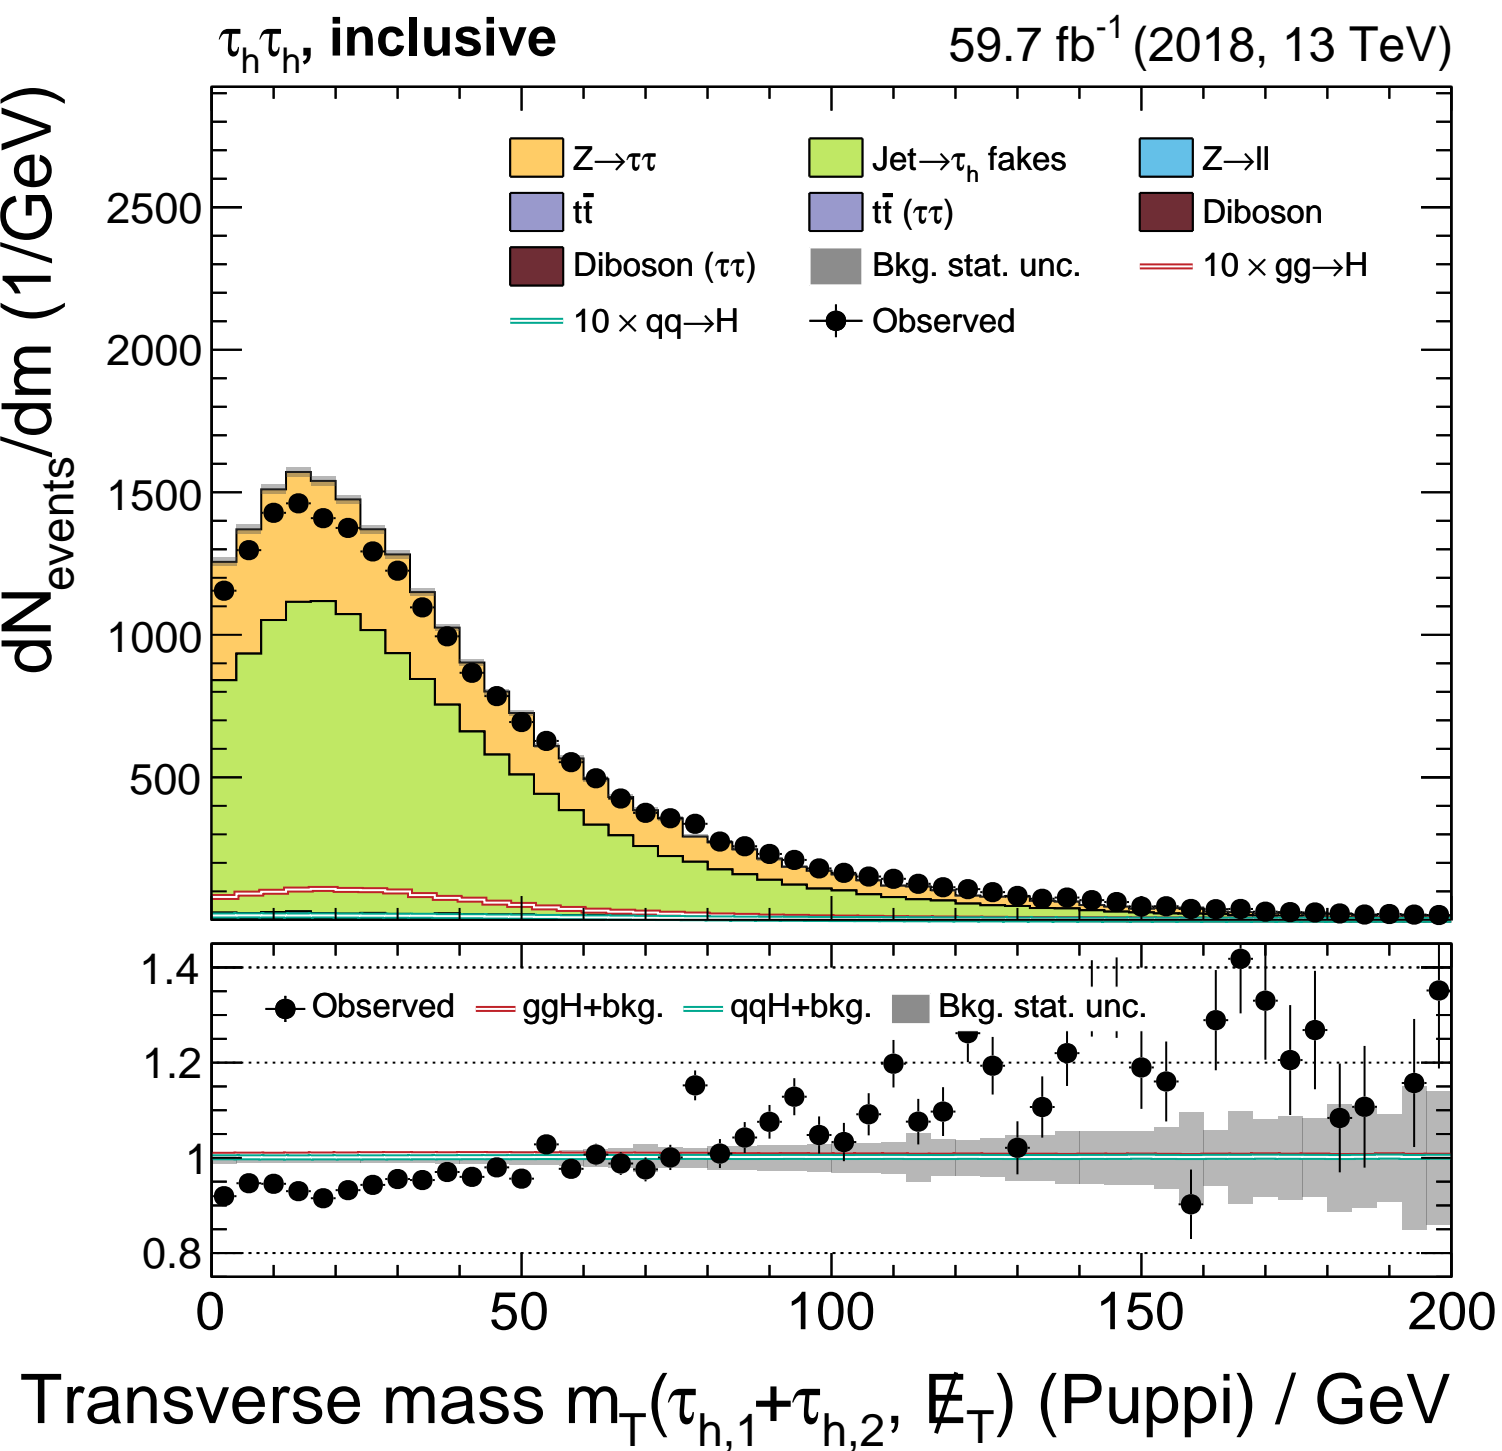 τhτh, inclusive 59.7 fb-1 (2018, 13 TeV)
dNevents/dm (1/GeV)
Z→ττ Jet→τh fakes Z→ll
tt̄ tt̄ (ττ) Diboson
Diboson (ττ) Bkg. stat. unc. 10 × gg→H
10 × qq→H Observed
2500
2000
1500
1000
500
1.4
Observed ggH+bkg. qqH+bkg. Bkg. stat. unc.
1.2
1
0.8
0 50 100 150 200
Transverse mass mT(τh,1+τh,2, E̸T) (Puppi) / GeV